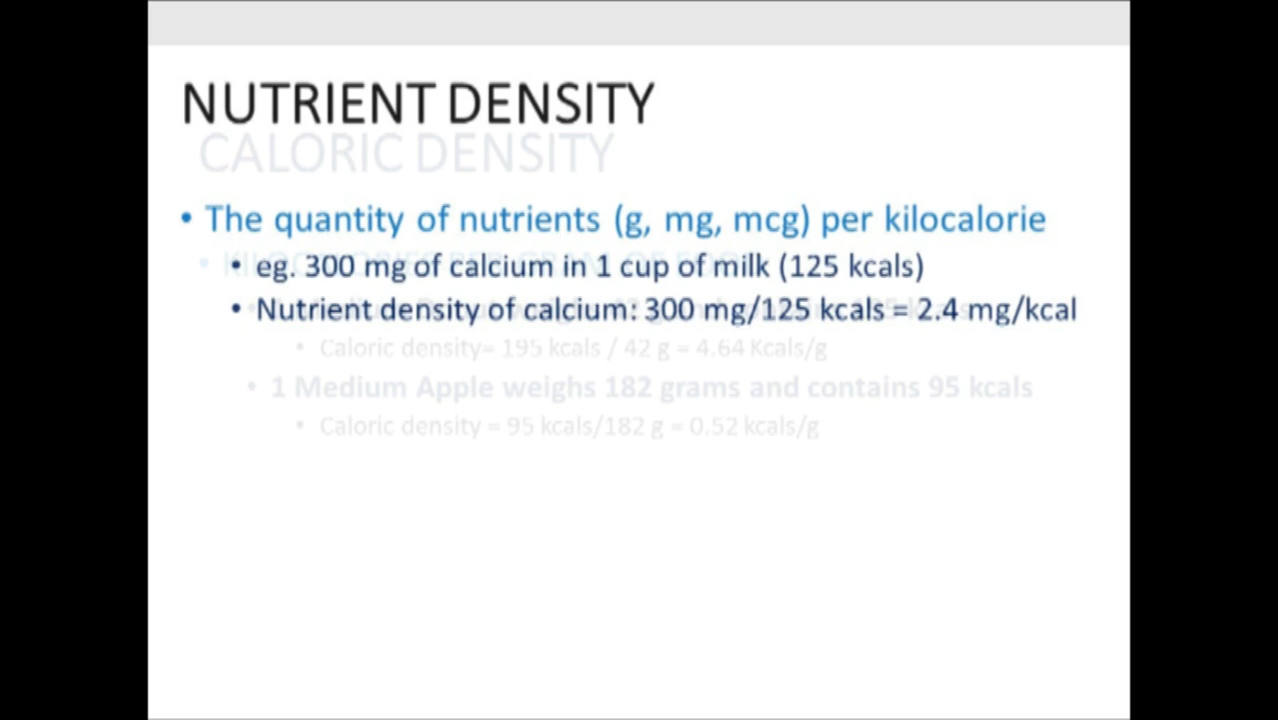 NUTRIENT DENSITY
CALORIC DENSITY
• The quantity of nutrients (g, mg, mcg) per kilocalorie
• eg. 300 mg of calcium in 1 cup of milk (125 kcals)
• Nutrient density of calcium: 300 mg/125 kcals = 2.4 mg/kcal
• Caloric density= 195 kcals / 42 g = 4.64 Kcals/g
• 1 Medium Apple weighs 182 grams and contains 95 kcals
• Caloric density = 95 kcals/182 g = 0.52 kcals/g